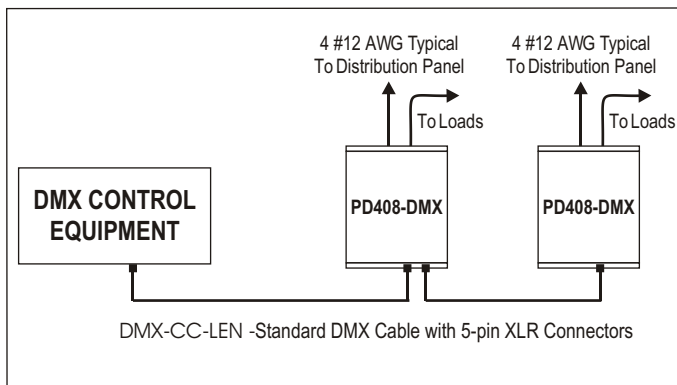 4 #12 AWG Typical
To Distribution Panel
4 #12 AWG Typical
To Distribution Panel
To Loads
To Loads
DMX CONTROL
EQUIPMENT
PD408-DMX
PD408-DMX
DMX-CC-LEN -Standard DMX Cable with 5-pin XLR Connectors